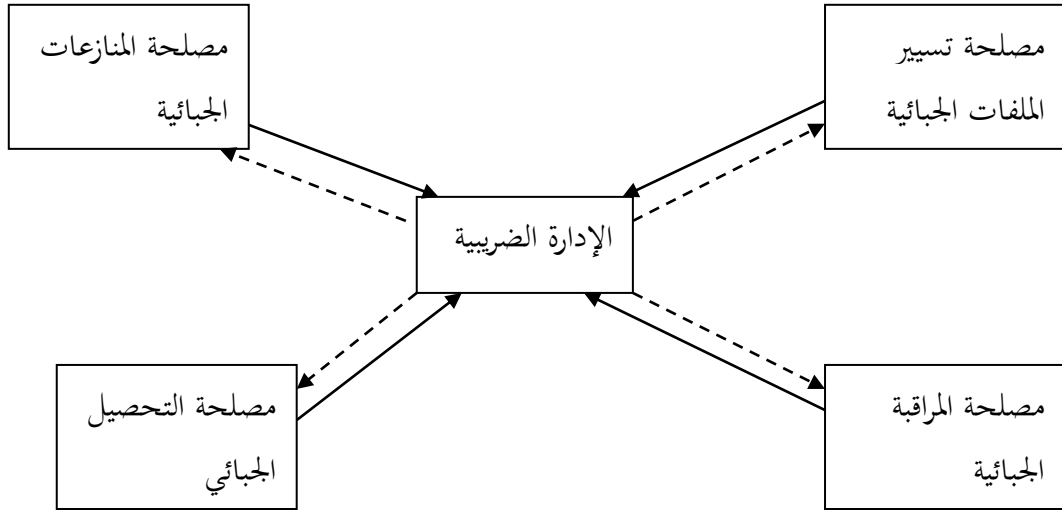 مصلحة تسيير
الملفات الجبائية
مصلحة المنازعات
الجبائية
الإدارة الضريبية
مصلحة المراقبة
الجبائية
مصلحة التحصيل
الجبائي